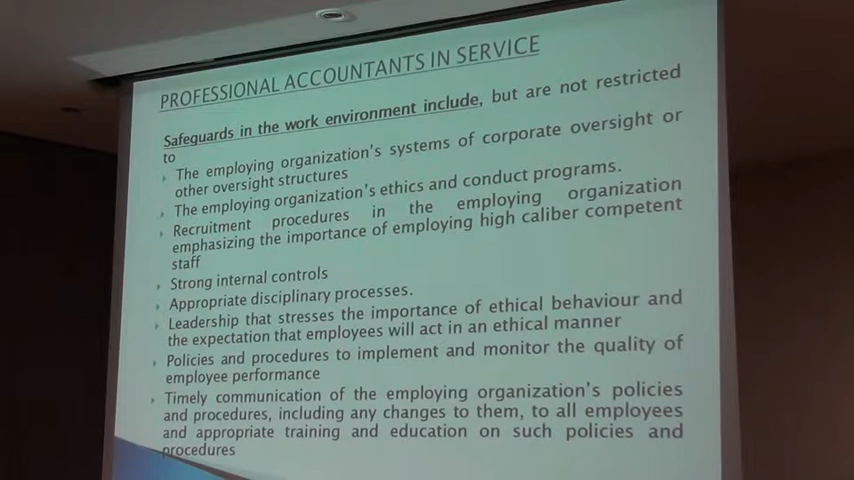 PROFESSIONAL ACCOUNTANTS IN SERVICE
Safeguards in the work environment include, but are not restricted
to
The employing organization's systems of corporate oversight or
other oversight structures
The employing organization's ethics and conduct programs.
Recruitment procedures in the employing organization
emphasizing the importance of employing high caliber competent
staff
Strong internal controls
Appropriate disciplinary processes.
Leadership that stresses the importance of ethical behaviour and
the expectation that employees will act in an ethical manner
Policies and procedures to implement and monitor the quality of
employee performance
Timely communication of the employing organization's policies
and procedures, including any changes to them, to all employees
and appropriate training and education on such policies and
procedures